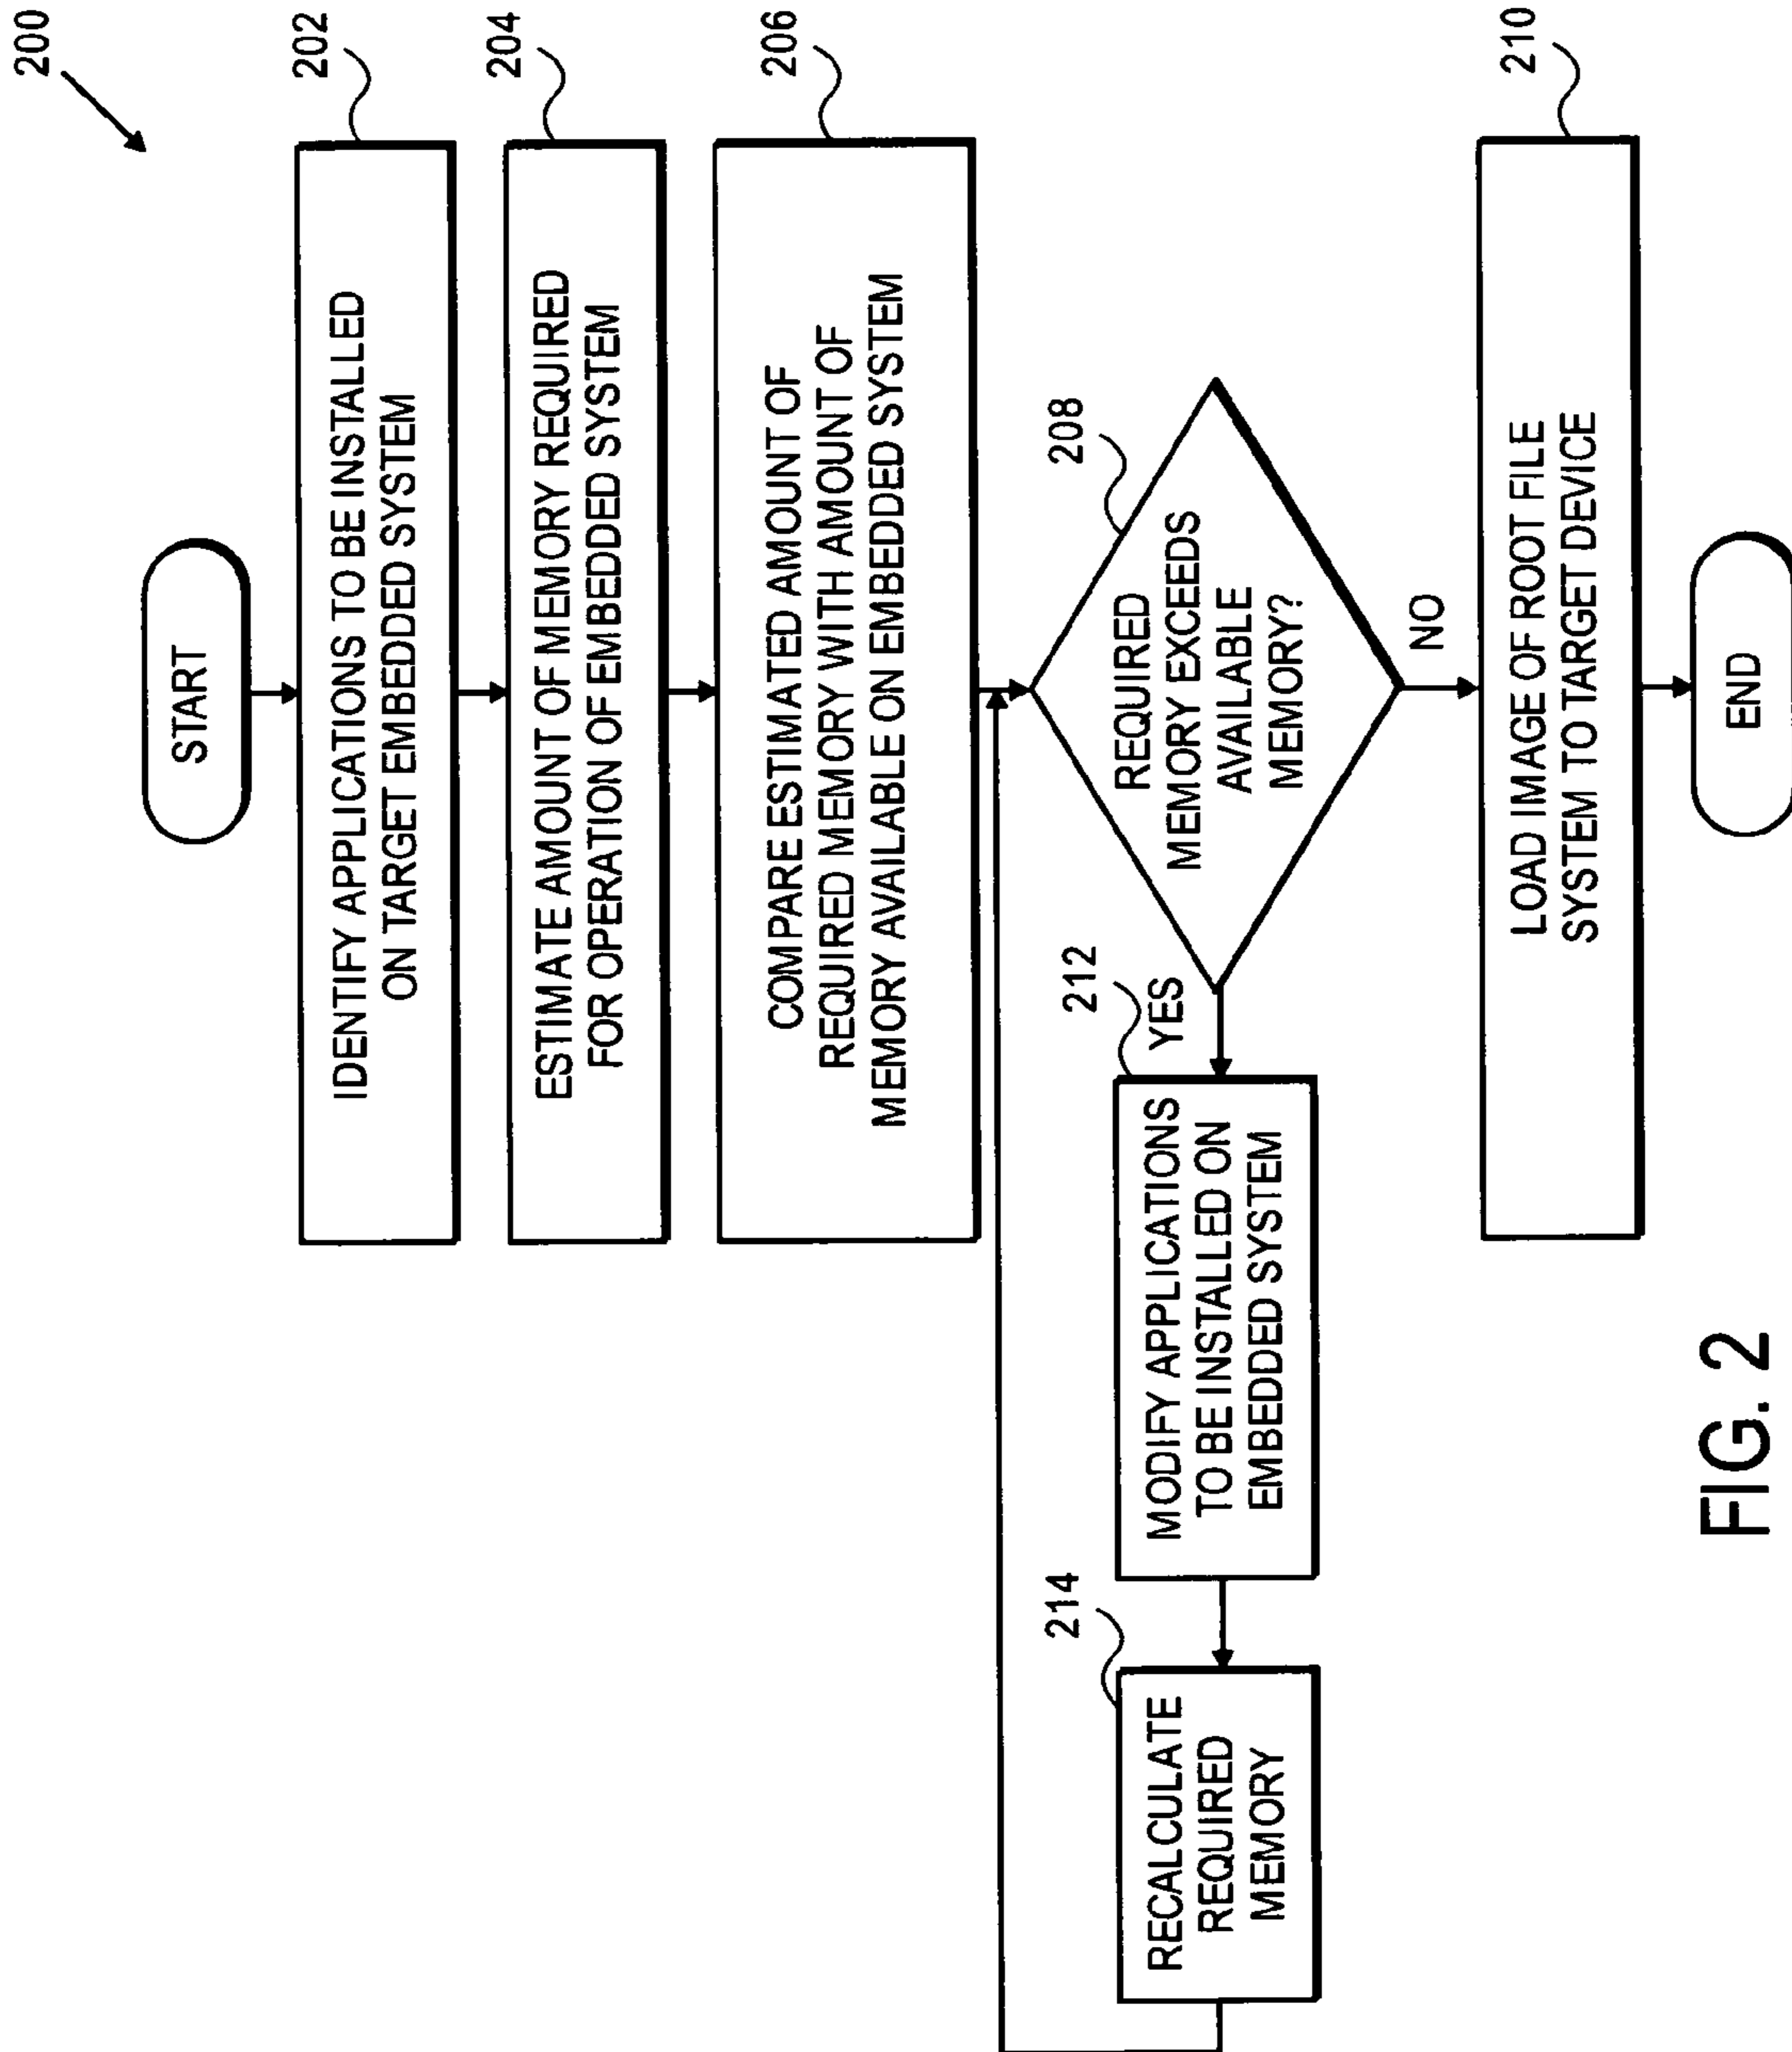 200
START
202
IDENTIFY APPLICATIONS TO BE INSTALLED
ON TARGET EMBEDDED SYSTEM
204
ESTIMATE AMOUNT OF MEMORY REQUIRED
FOR OPERATION OF EMBEDDED SYSTEM
206
COMPARE ESTIMATED AMOUNT OF
REQUIRED MEMORY WITH AMOUNT OF
MEMORY AVAILABLE ON EMBEDDED SYSTEM
208
REQUIRED
MEMORY EXCEEDS
AVAILABLE
MEMORY?
YES
212
MODIFY APPLICATIONS
TO BE INSTALLED ON
EMBEDDED SYSTEM
214
RECALCULATE
REQUIRED
MEMORY
NO
210
LOAD IMAGE OF ROOT FILE
SYSTEM TO TARGET DEVICE
END
FIG. 2